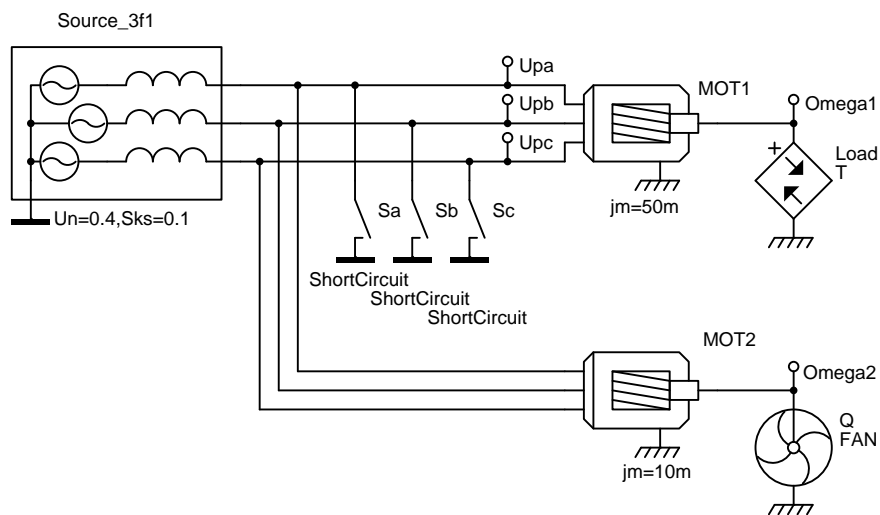 Source_3f1
Upa
MOT1
Omega1
Upb
Upc
+
Load
T
Un=0.4,Sks=0.1
Sa
Sb
Sc
jm=50m
ShortCircuit
ShortCircuit
ShortCircuit
MOT2
Omega2
Q
FAN
jm=10m